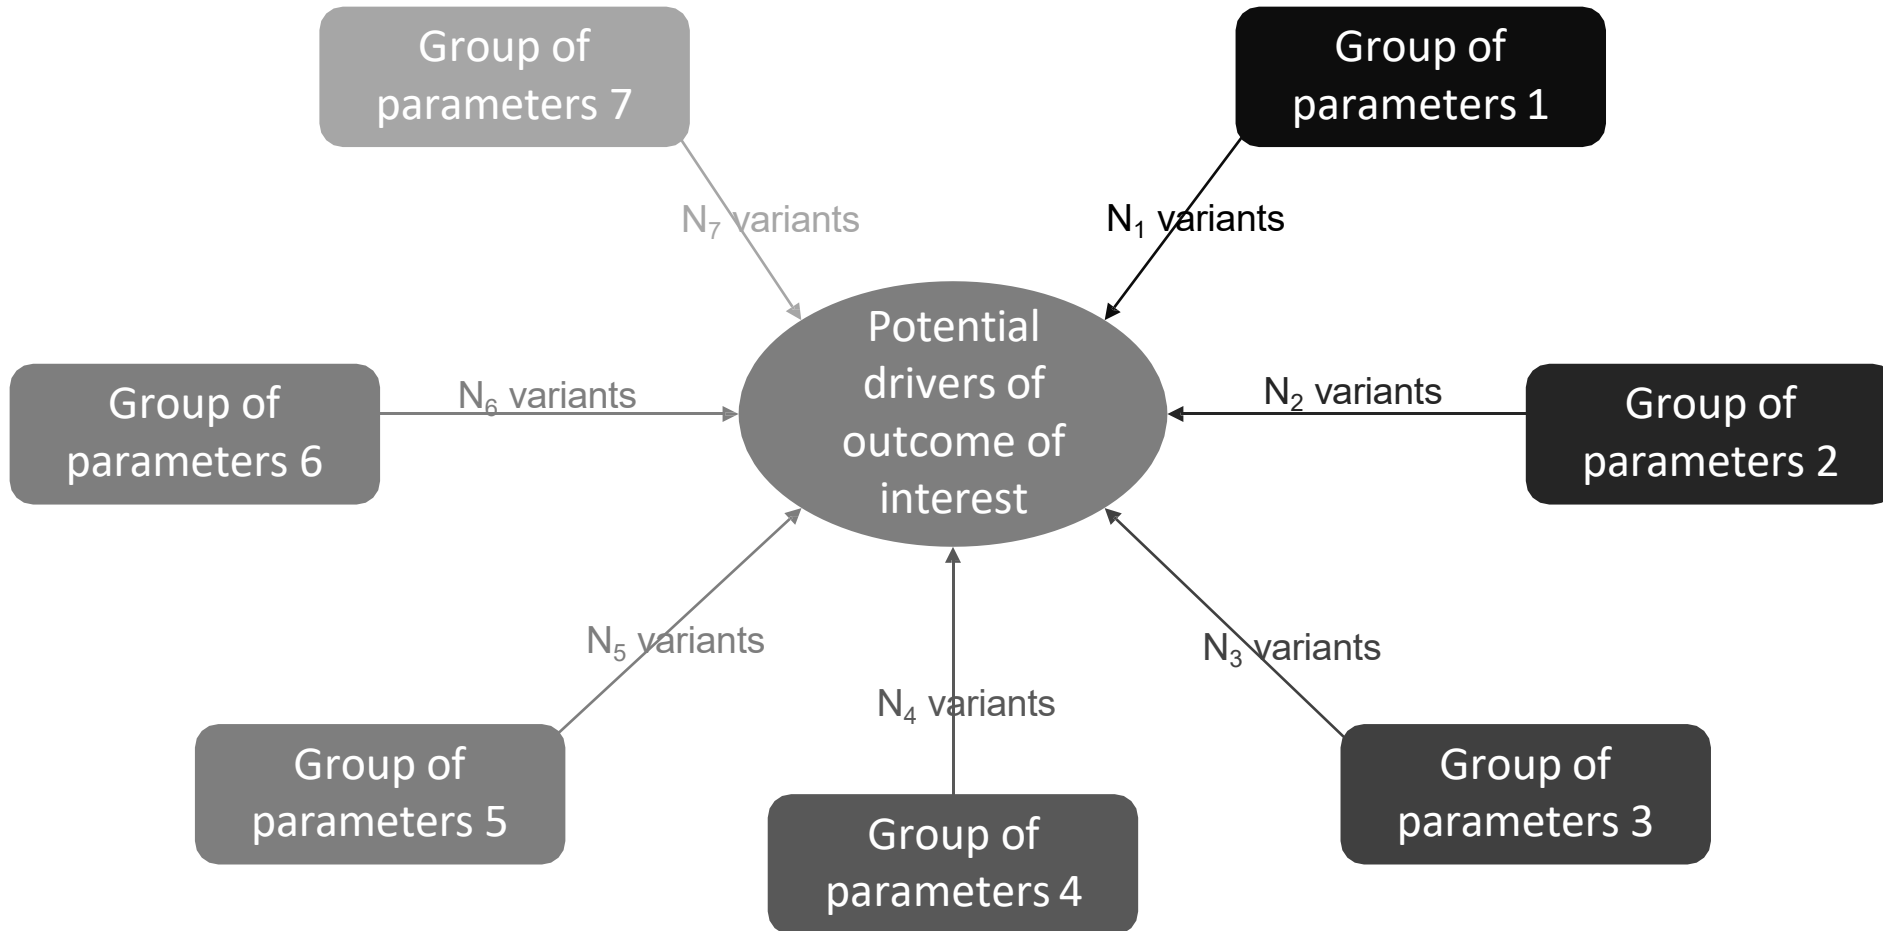 Group of
parameters 7
Group of
parameters 1
N₇ variants
N₁ variants
Potential
drivers of
outcome of
interest
Group of
parameters 6
N₆ variants
N₂ variants
Group of
parameters 2
N₅ variants
N₃ variants
N₄ variants
Group of
parameters 5
Group of
parameters 4
Group of
parameters 3